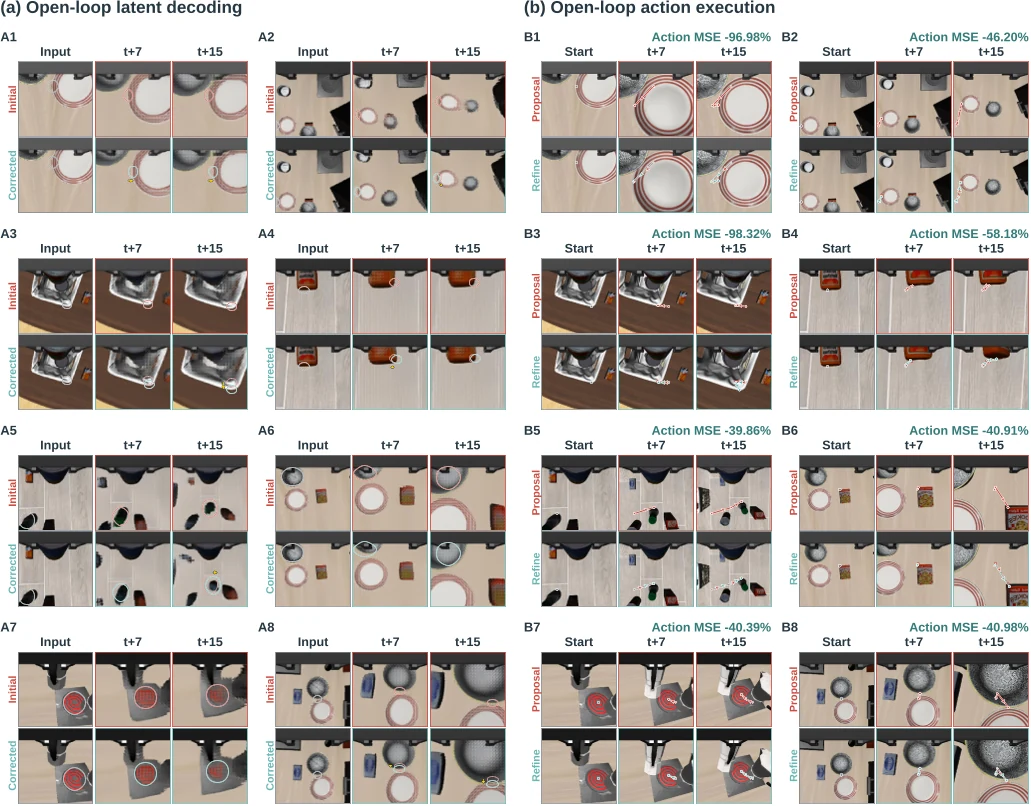 (a) Open-loop latent decoding
(b) Open-loop action execution
A1
Input t+7 t+15
Initial
Corrected
A2
Input t+7 t+15
Initial
Corrected
B1 Action MSE -96.98%
Start t+7 t+15
Proposal
Refine
B2 Action MSE -46.20%
Start t+7 t+15
Proposal
Refine
A3
Input t+7 t+15
Initial
Corrected
A4
Input t+7 t+15
Initial
Corrected
B3 Action MSE -98.32%
Start t+7 t+15
Proposal
Refine
B4 Action MSE -58.18%
Start t+7 t+15
Proposal
Refine
A5
Input t+7 t+15
Initial
Corrected
A6
Input t+7 t+15
Initial
Corrected
B5 Action MSE -39.86%
Start t+7 t+15
Proposal
Refine
B6 Action MSE -40.91%
Start t+7 t+15
Proposal
Refine
A7
Input t+7 t+15
Initial
Corrected
A8
Input t+7 t+15
Initial
Corrected
B7 Action MSE -40.39%
Start t+7 t+15
Proposal
Refine
B8 Action MSE -40.98%
Start t+7 t+15
Proposal
Refine